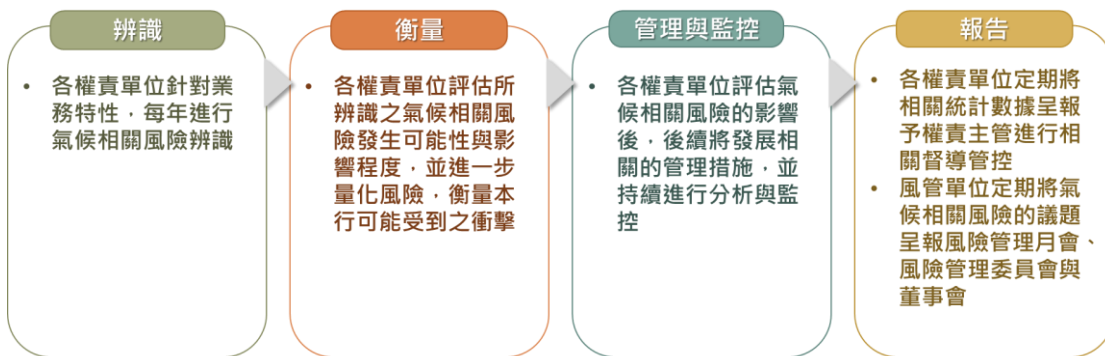 辨識
• 各權責單位針對業
務特性，每年進行
氣候相關風險辨識
衡量
• 各權責單位評估所
辨識之氣候相關風
險發生可能性與影
響程度，並進一步
量化風險，衡量本
行可能受到之衝擊
管理與監控
• 各權責單位評估氣
候相關風險的影響
後，後續將發展相
關的管理措施，並
持續進行分析與監
控
報告
• 各權責單位定期將
相關統計數據呈報
予權責主管進行相
關督導管控
• 風管單位定期將氣
候相關風險的議題
呈報風險管理月會、
風險管理委員會與
董事會